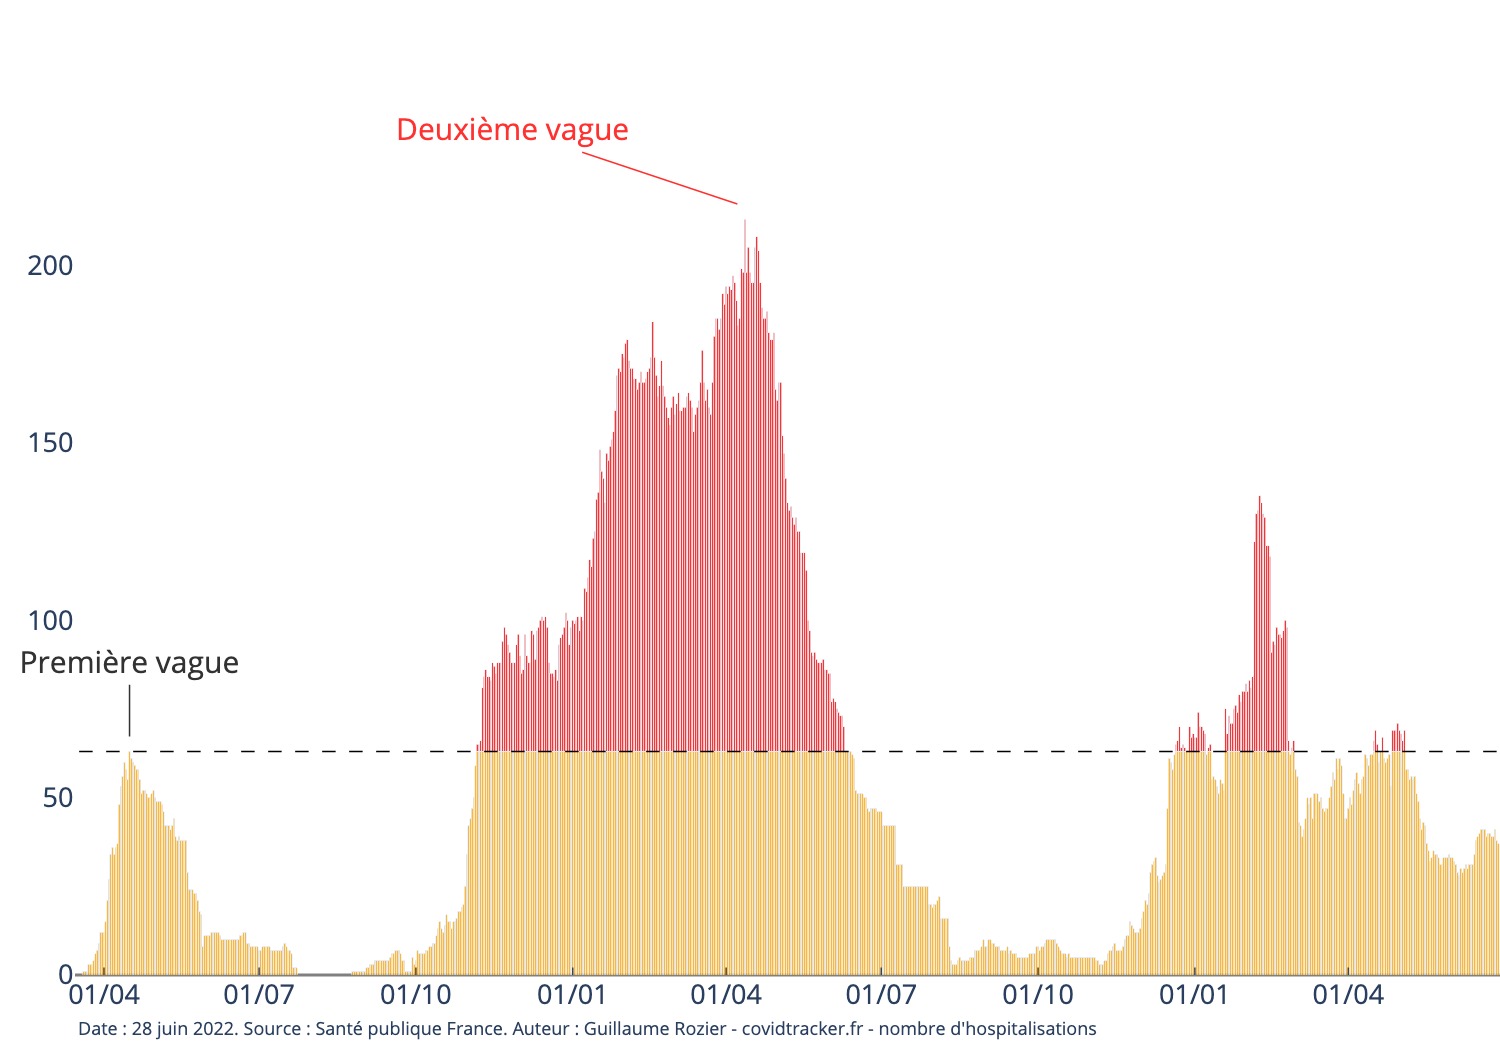 Deuxième vague
200
150
100
Première vague
50
0
01/04 01/07 01/10 01/01 01/04 01/07 01/10 01/01 01/04
Date : 28 juin 2022. Source : Santé publique France. Auteur : Guillaume Rozier - covidtracker.fr - nombre d'hospitalisations